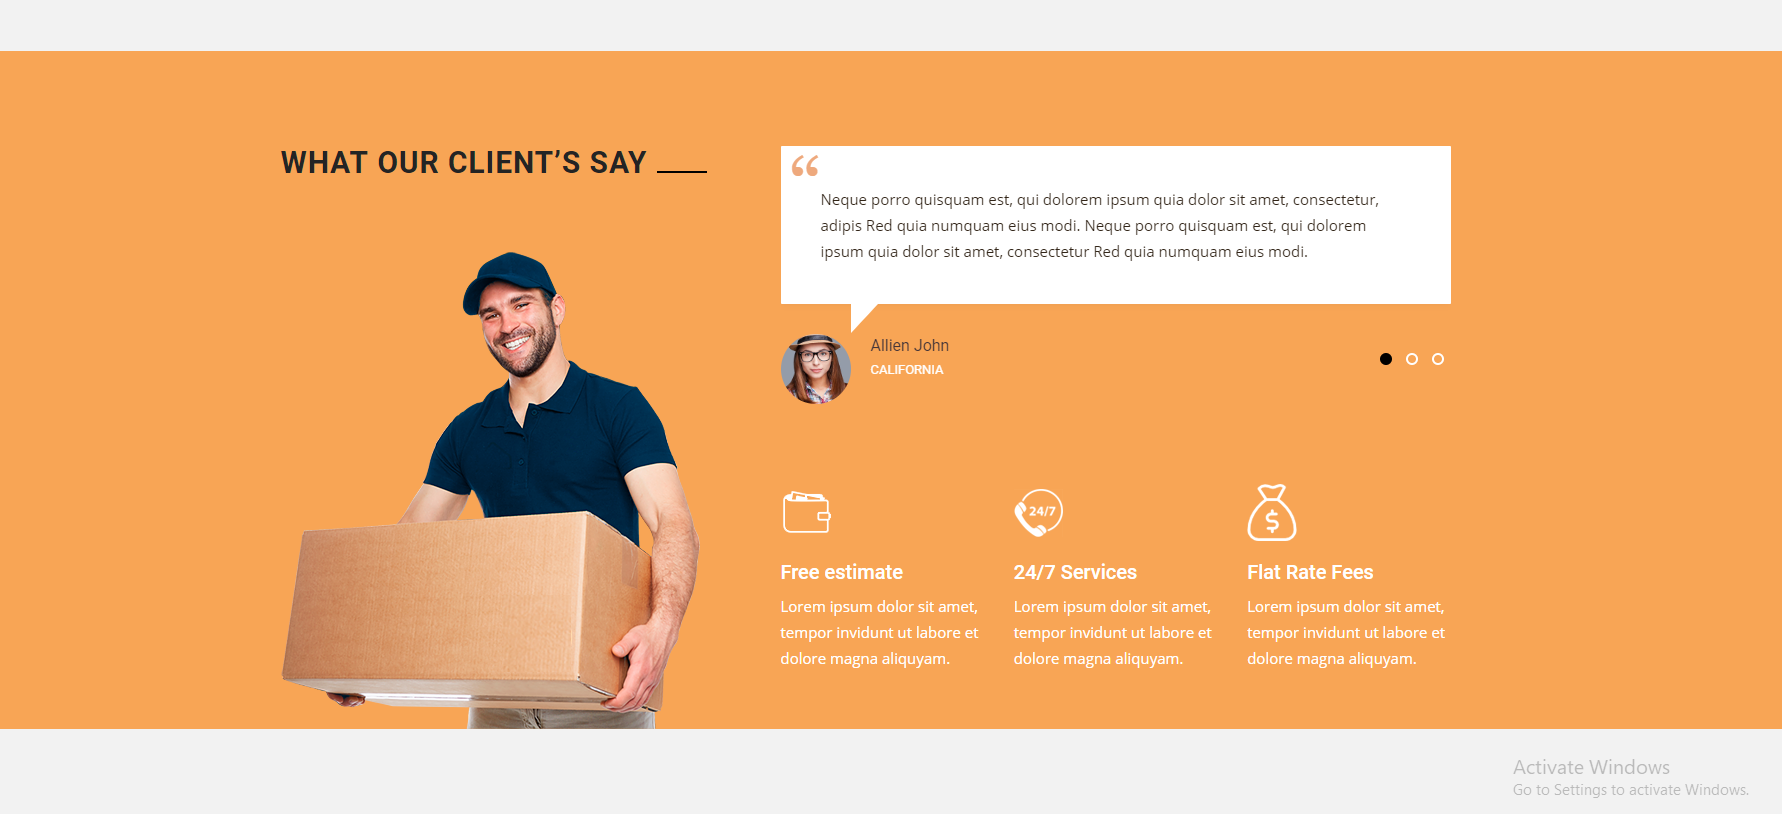 WHAT OUR CLIENT’S SAY
“
Neque porro quisquam est, qui dolorem ipsum quia dolor sit amet, consectetur,
adipis Red quia numquam eius modi. Neque porro quisquam est, qui dolorem
ipsum quia dolor sit amet, consectetur Red quia numquam eius modi.
Allien John
CALIFORNIA
Free estimate
Lorem ipsum dolor sit amet,
tempor invidunt ut labore et
dolore magna aliquyam.
24/7
24/7 Services
Lorem ipsum dolor sit amet,
tempor invidunt ut labore et
dolore magna aliquyam.
$
Flat Rate Fees
Lorem ipsum dolor sit amet,
tempor invidunt ut labore et
dolore magna aliquyam.
Activate Windows
Go to Settings to activate Windows.